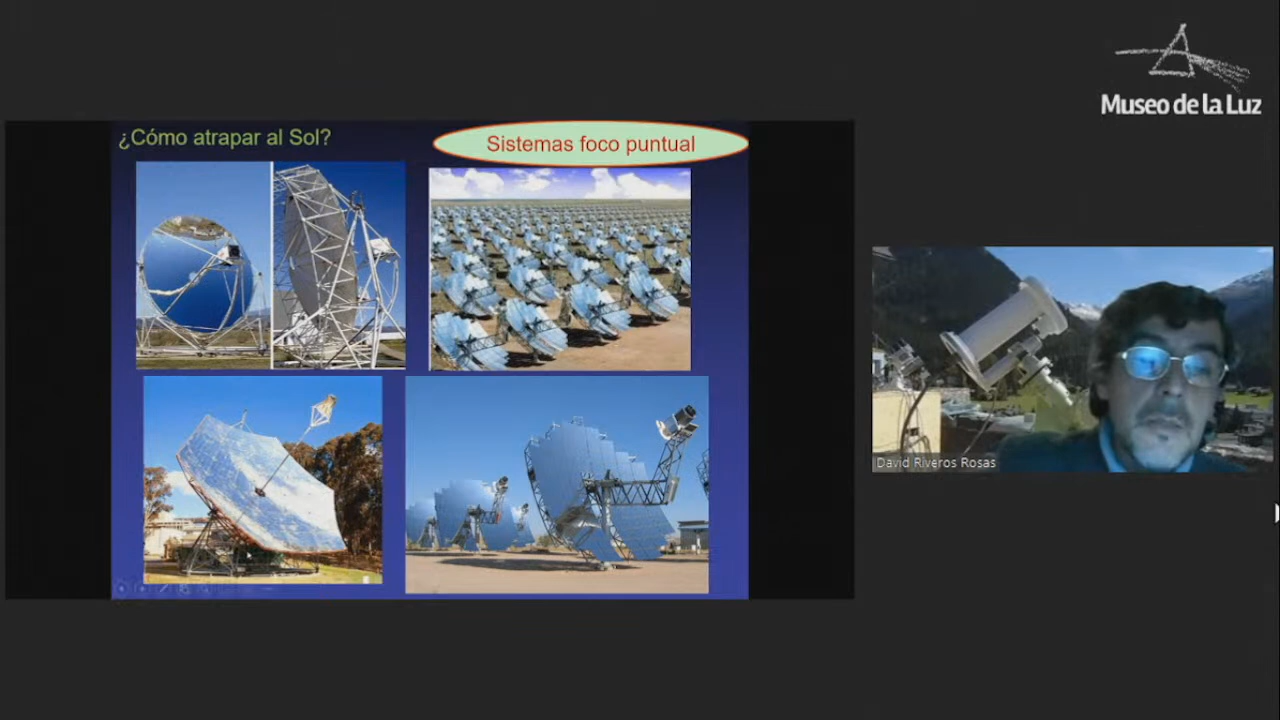 Museo de la Luz
¿Cómo atrapar al Sol?
Sistemas foco puntual
David Riveros Rosas